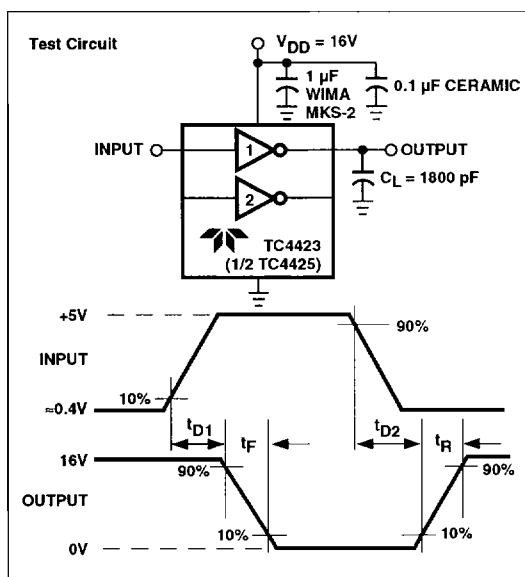 Test Circuit
V_DD = 16V
1 µF
WIMA
MKS-2
0.1 µF CERAMIC
INPUT
1
OUTPUT
C_L = 1800 pF
2
TC4423
(1/2 TC4425)
+5V
90%
INPUT
10%
≈0.4V
t_D1
t_F
t_D2
t_R
16V
90%
90%
OUTPUT
10%
10%
0V